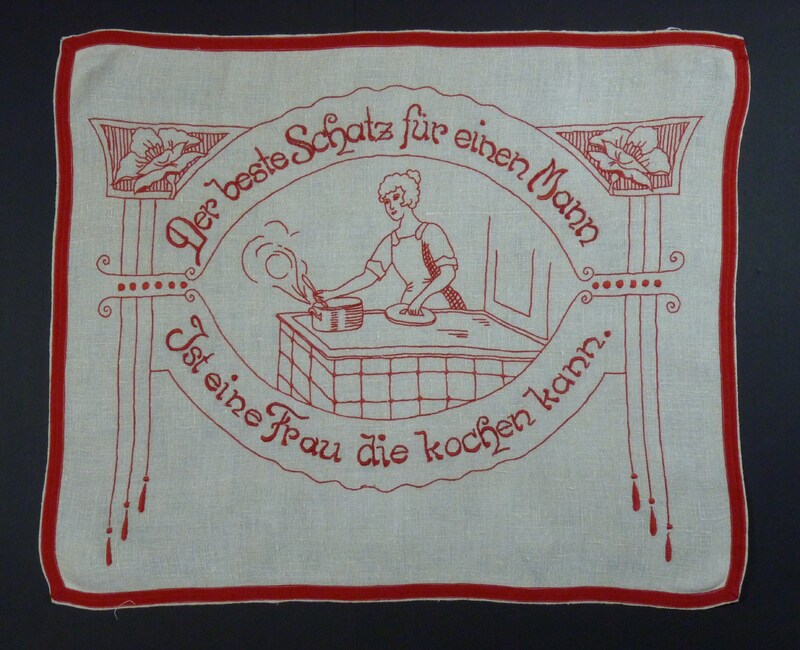 Der beste Schatz für einen Mann
Ist eine Frau die kochen kann.